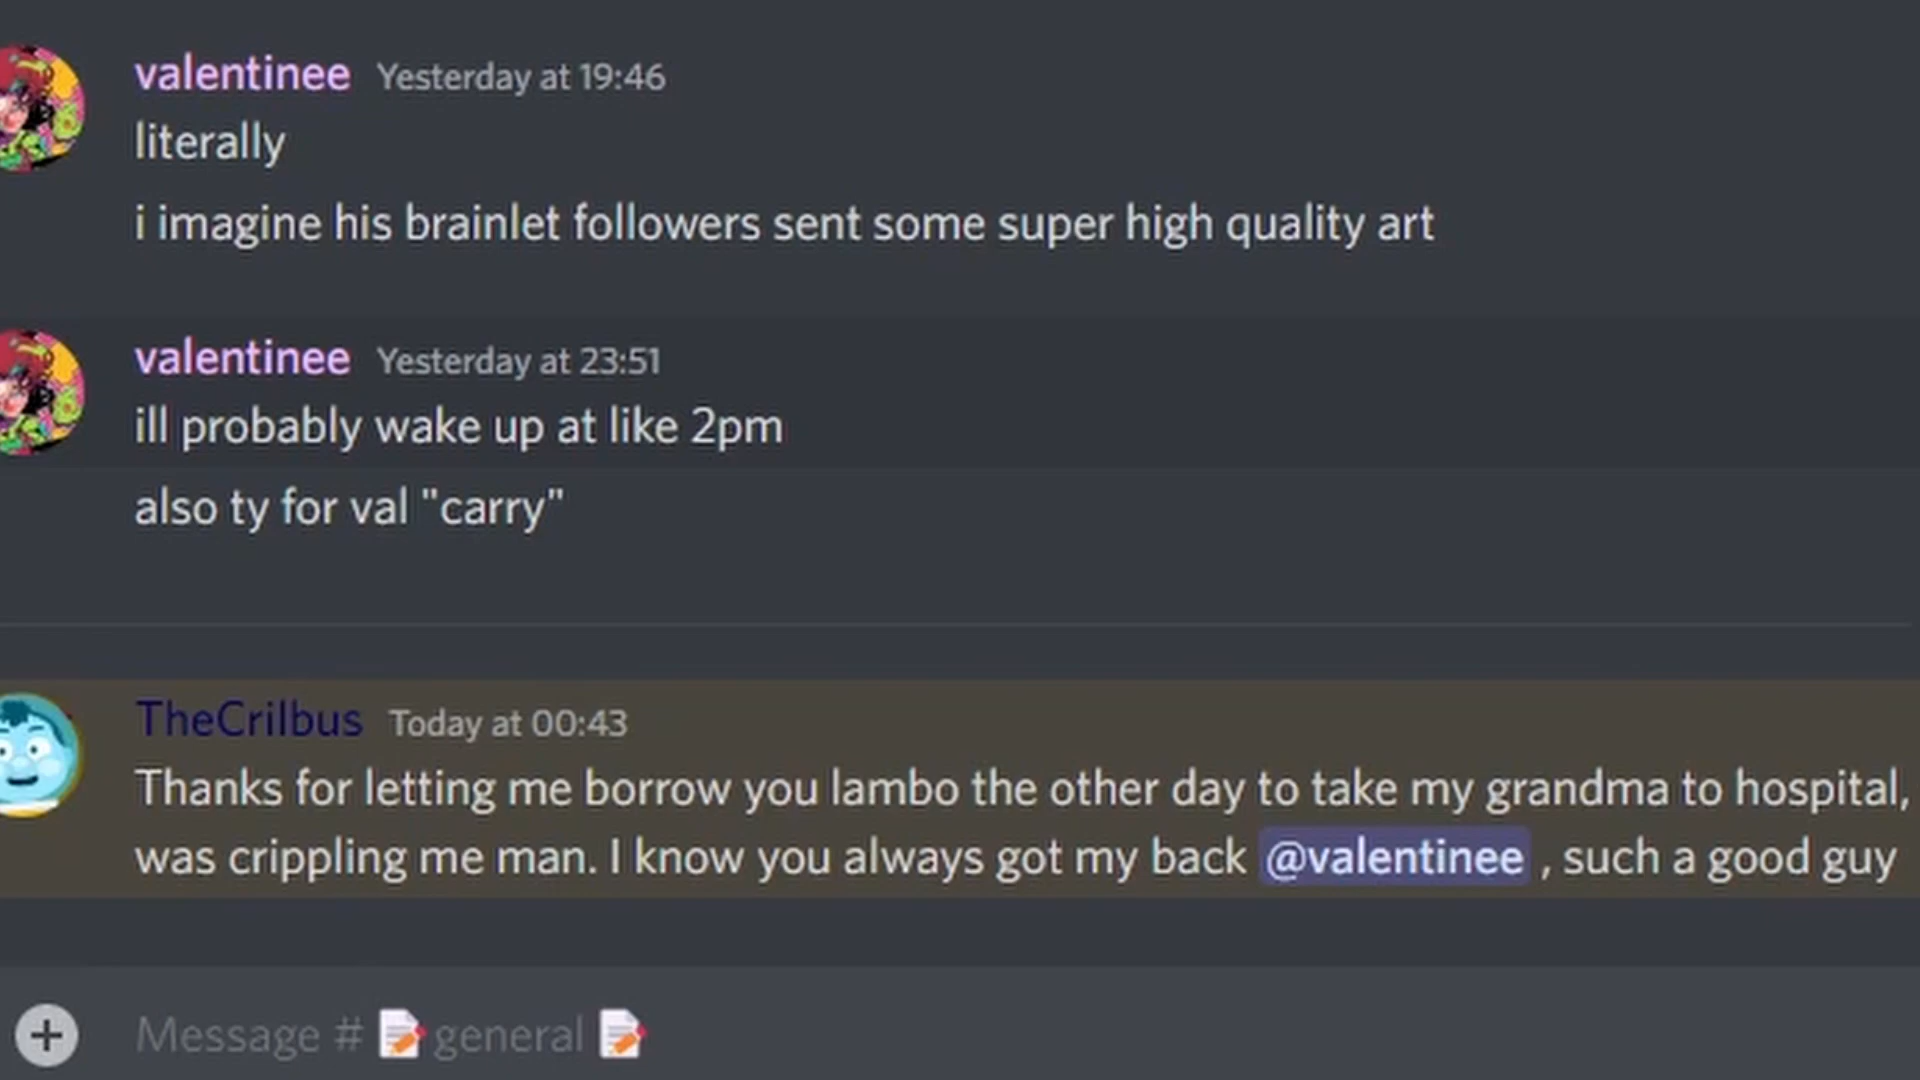 valentinee Yesterday at 19:46
literally
i imagine his brainlet followers sent some super high quality art
valentinee Yesterday at 23:51
ill probably wake up at like 2pm
also ty for val "carry"
TheCrilbus Today at 00:43
Thanks for letting me borrow you lambo the other day to take my grandma to hospital,
was crippling me man. I know you always got my back @valentinee , such a good guy
Message # 📝 general 📝